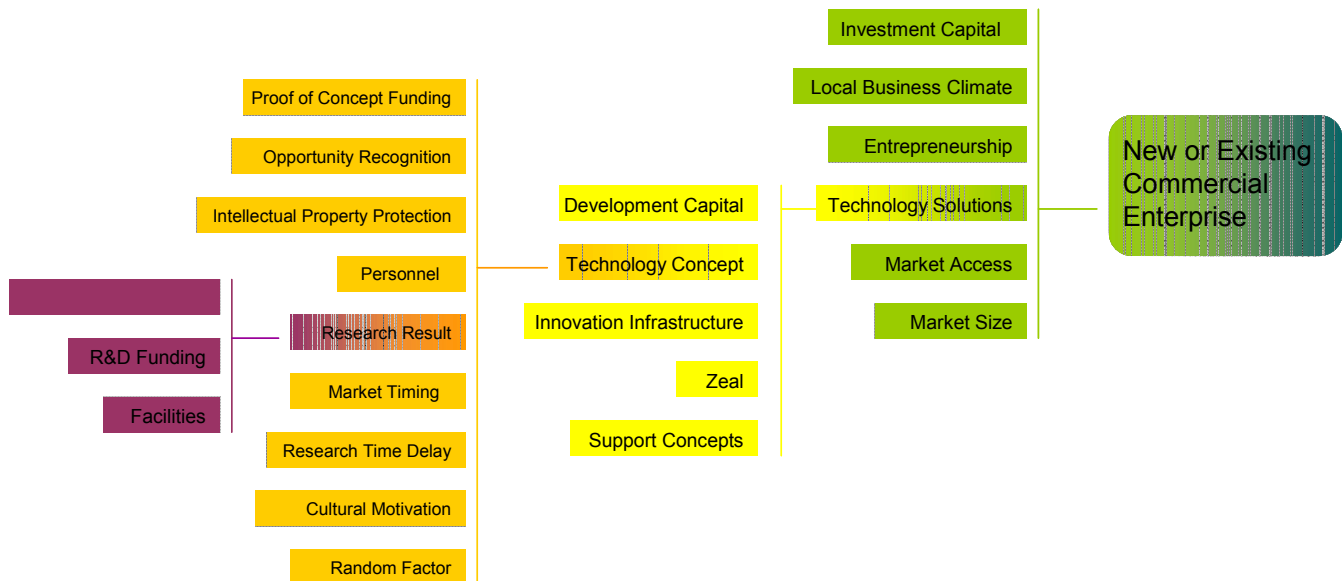 R&D Funding
Facilities
Proof of Concept Funding
Opportunity Recognition
Intellectual Property Protection
Personnel
Research Result
Market Timing
Research Time Delay
Cultural Motivation
Random Factor
Development Capital
Technology Concept
Innovation Infrastructure
Zeal
Support Concepts
Investment Capital
Local Business Climate
Entrepreneurship
Technology Solutions
Market Access
Market Size
New or Existing
Commercial
Enterprise